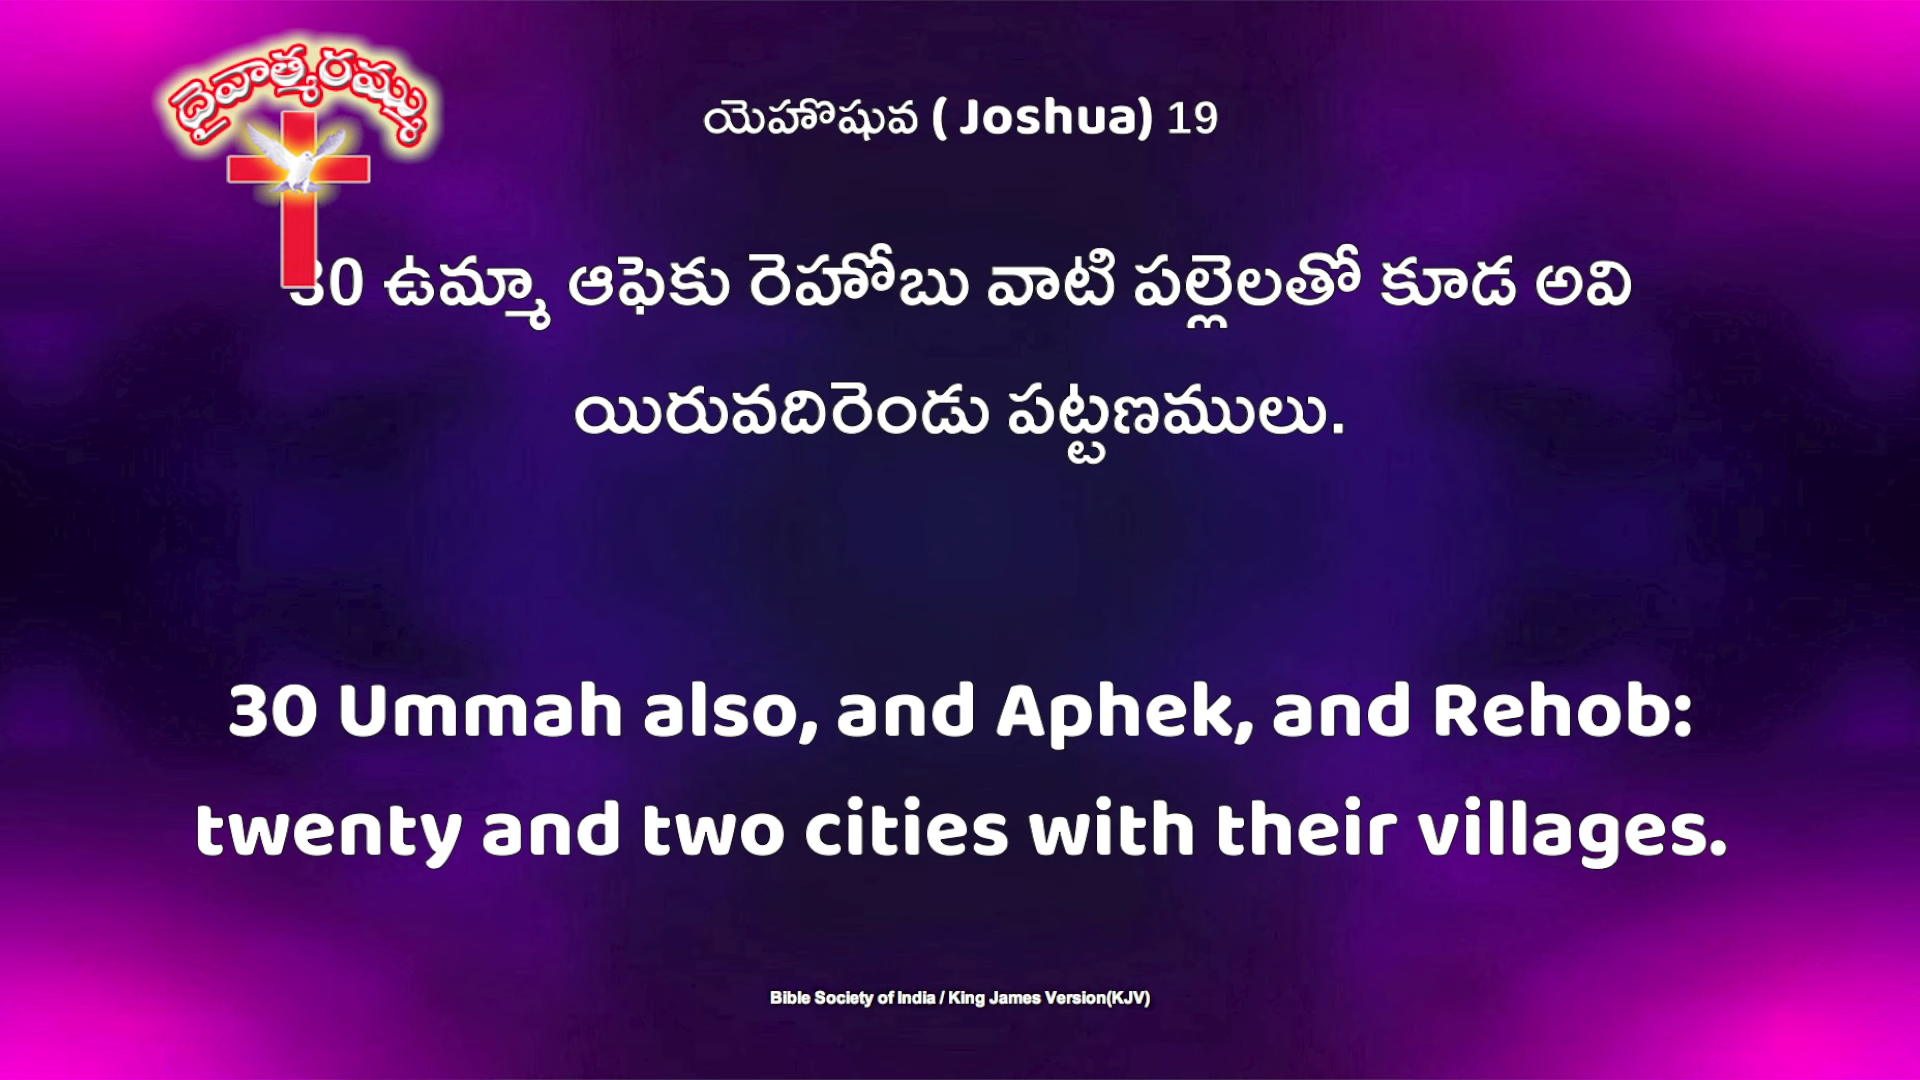 దైవాత్మరమ్ము
యెహొషువ ( Joshua) 19
30 ఉమ్మా ఆఫెకు రెహోబు వాటి పల్లెలతో కూడ అవి
యిరువదిరెండు పట్టణములు.
30 Ummah also, and Aphek, and Rehob:
twenty and two cities with their villages.
Bible Society of India / King James Version(KJV)